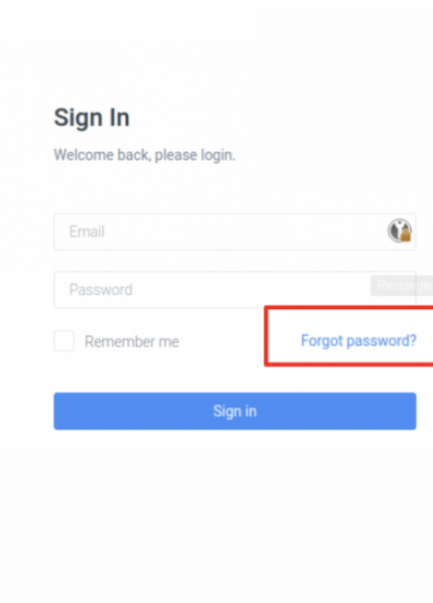 Sign In
Welcome back, please login.
Email
Password
Remember me
Forgot password?
Sign in